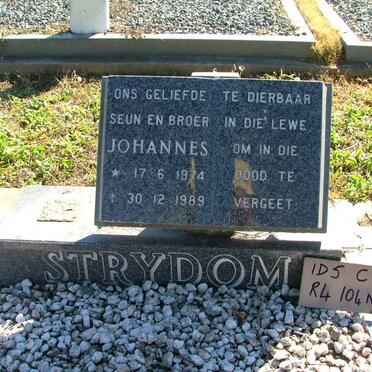 ONS GELIEFDE
SEUN EN BROER
JOHANNES
* 17·6·1974
† 30·12·1989
TE DIERBAAR
IN DIE LEWE
OM IN DIE
DOOD TE
VERGEET.
STRYDOM
1D5 C
R4 104